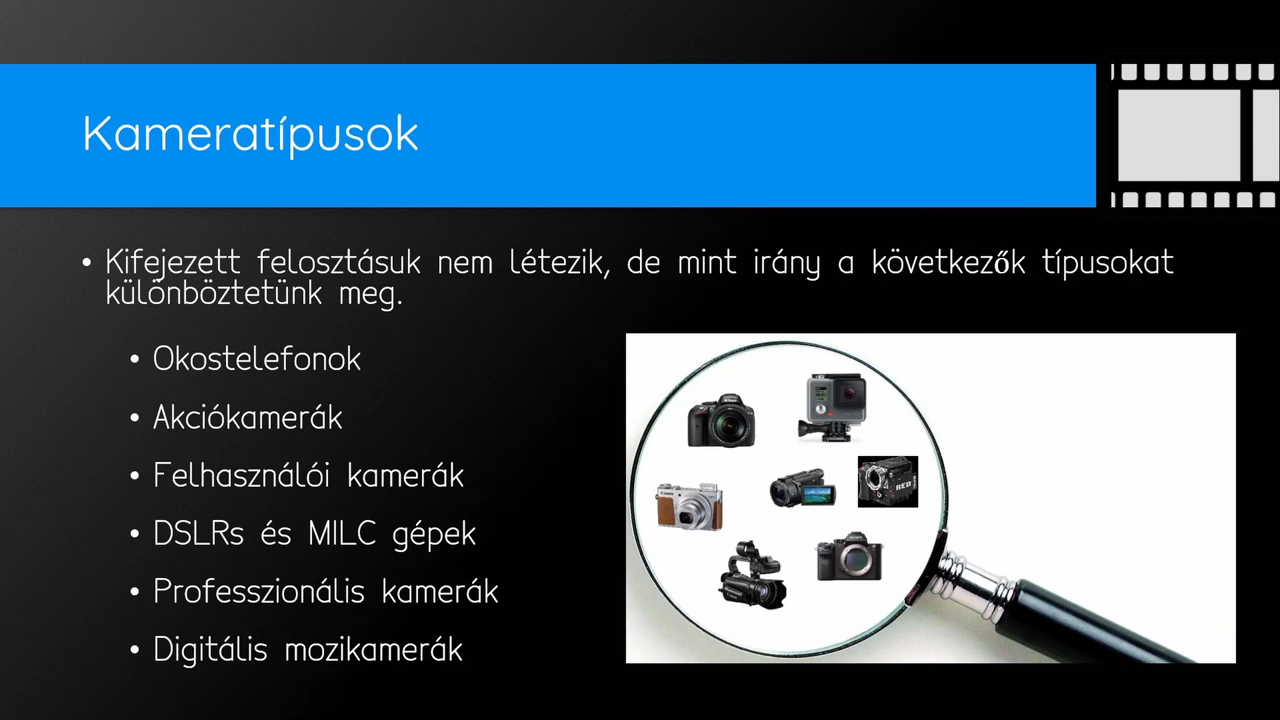 Kameratípusok
• Kifejezett felosztásuk nem létezik, de mint irány a következők típusokat
különböztetünk meg.
• Okostelefonok
• Akciókamerák
• Felhasználói kamerák
• DSLRs és MILC gépek
• Professzionális kamerák
• Digitális mozikamerák
RED